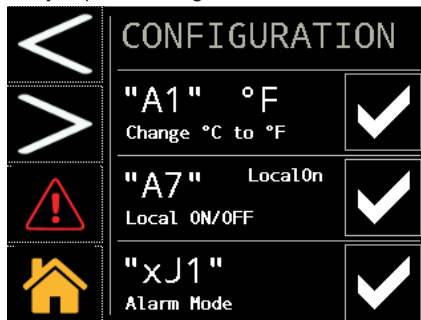 CONFIGURATION
"A1" °F
Change °C to °F
"A7" LocalOn
Local ON/OFF
"xJ1"
Alarm Mode